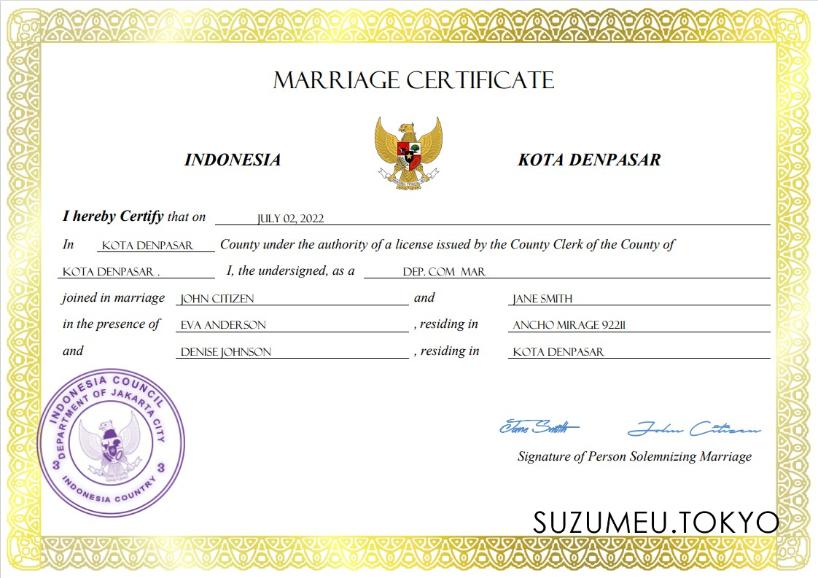 MARRIAGE CERTIFICATE
INDONESIA KOTA DENPASAR
I hereby Certify that on JULY 02, 2022
In KOTA DENPASAR County under the authority of a license issued by the County Clerk of the County of
KOTA DENPASAR . I, the undersigned, as a DEP. COM MAR
joined in marriage JOHN CITIZEN and JANE SMITH
in the presence of EVA ANDERSON , residing in ANCHO MIRAGE 92211
and DENISE JOHNSON , residing in KOTA DENPASAR
INDONESIA COUNCIL
DEPARTMENT OF JAKARTA CITY
3 3
INDONESIA COUNTRY
Jane Smith John Citizen
Signature of Person Solemnizing Marriage
SUZUMEU.TOKYO